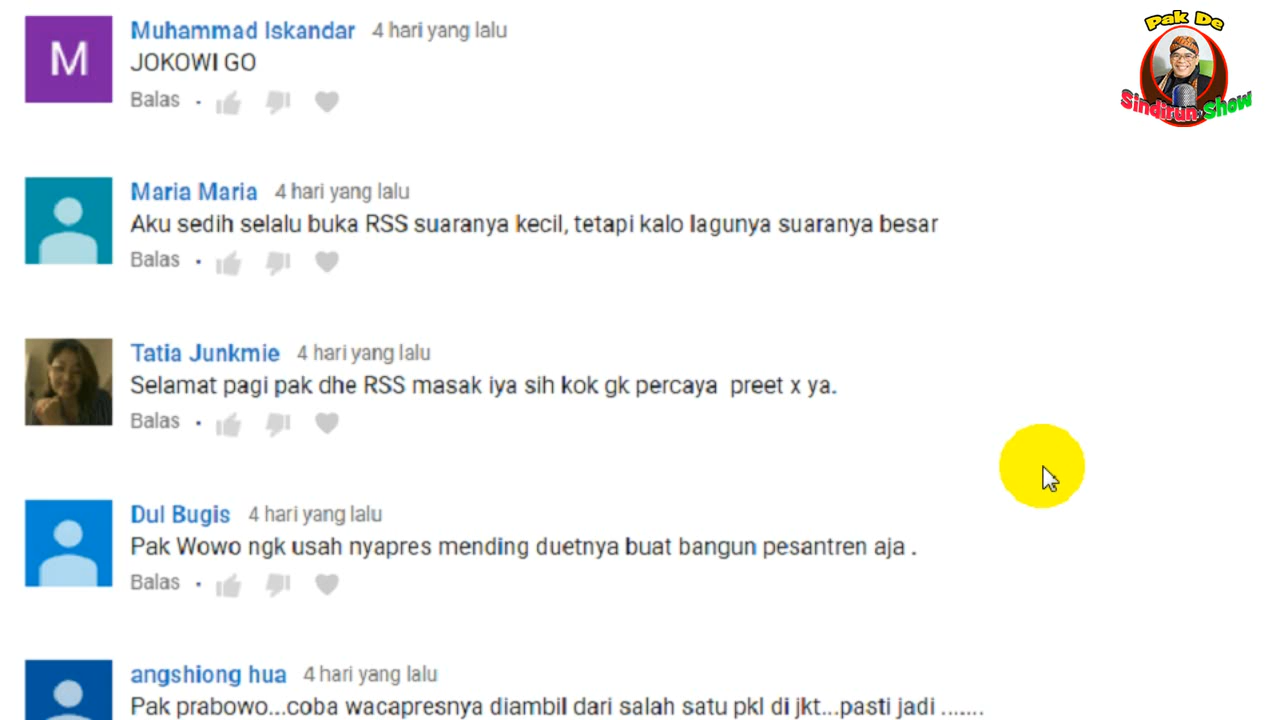 Pak De
Sindirun Show
Muhammad Iskandar 4 hari yang lalu
JOKOWI GO
Balas
Maria Maria 4 hari yang lalu
Aku sedih selalu buka RSS suaranya kecil, tetapi kalo lagunya suaranya besar
Balas
Tatia Junkmie 4 hari yang lalu
Selamat pagi pak dhe RSS masak iya sih kok gk percaya preet x ya.
Balas
Dul Bugis 4 hari yang lalu
Pak Wowo ngk usah nyapres mending duetnya buat bangun pesantren aja .
Balas
angshiong hua 4 hari yang lalu
Pak prabowo...coba wacapresnya diambil dari salah satu pkl di jkt...pasti jadi .......
M